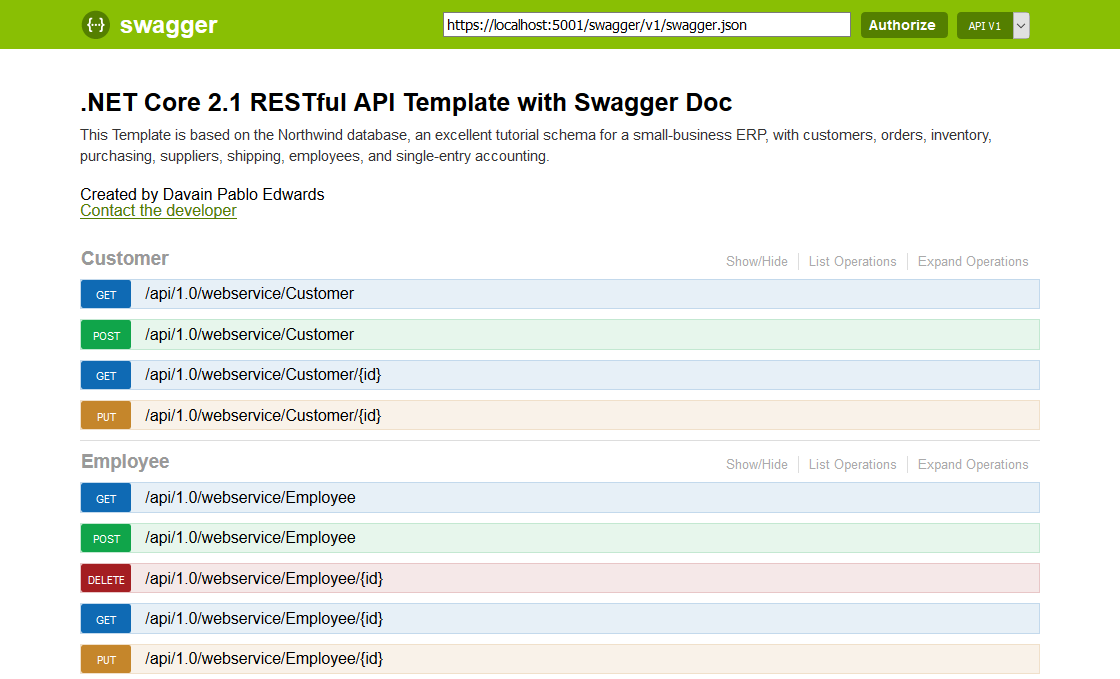 {···} swagger https://localhost:5001/swagger/v1/swagger.json Authorize API V1
.NET Core 2.1 RESTful API Template with Swagger Doc
This Template is based on the Northwind database, an excellent tutorial schema for a small-business ERP, with customers, orders, inventory,
purchasing, suppliers, shipping, employees, and single-entry accounting.
Created by Davain Pablo Edwards
Contact the developer
Customer Show/Hide List Operations Expand Operations
GET /api/1.0/webservice/Customer
POST /api/1.0/webservice/Customer
GET /api/1.0/webservice/Customer/{id}
PUT /api/1.0/webservice/Customer/{id}
Employee Show/Hide List Operations Expand Operations
GET /api/1.0/webservice/Employee
POST /api/1.0/webservice/Employee
DELETE /api/1.0/webservice/Employee/{id}
GET /api/1.0/webservice/Employee/{id}
PUT /api/1.0/webservice/Employee/{id}